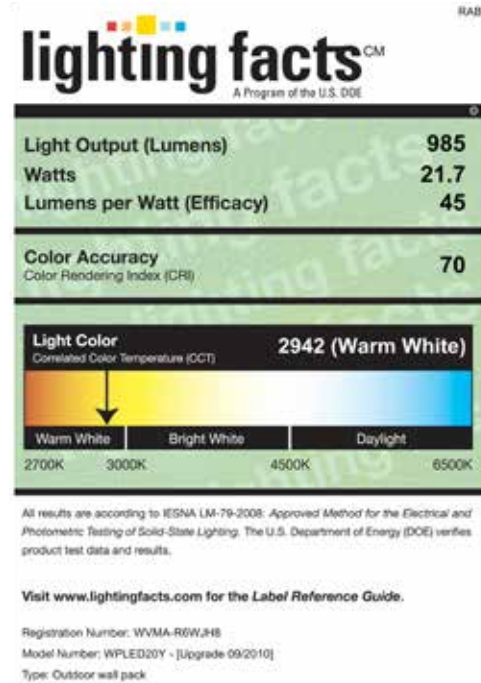 RAB
lighting facts CM
A Program of the U.S. DOE
Light Output (Lumens) 985
Watts 21.7
Lumens per Watt (Efficacy) 45
Color Accuracy 70
Color Rendering Index (CRI)
Light Color 2942 (Warm White)
Correlated Color Temperature (CCT)
Warm White Bright White Daylight
2700K 3000K 4500K 6500K
All results are according to IESNA LM-79-2008: Approved Method for the Electrical and
Photometric Testing of Solid-State Lighting. The U.S. Department of Energy (DOE) verifies
product test data and results.
Visit www.lightingfacts.com for the Label Reference Guide.
Registration Number: WVMA-R6WJH8
Model Number: WPLED20Y - [Upgrade 09/2010]
Type: Outdoor wall pack